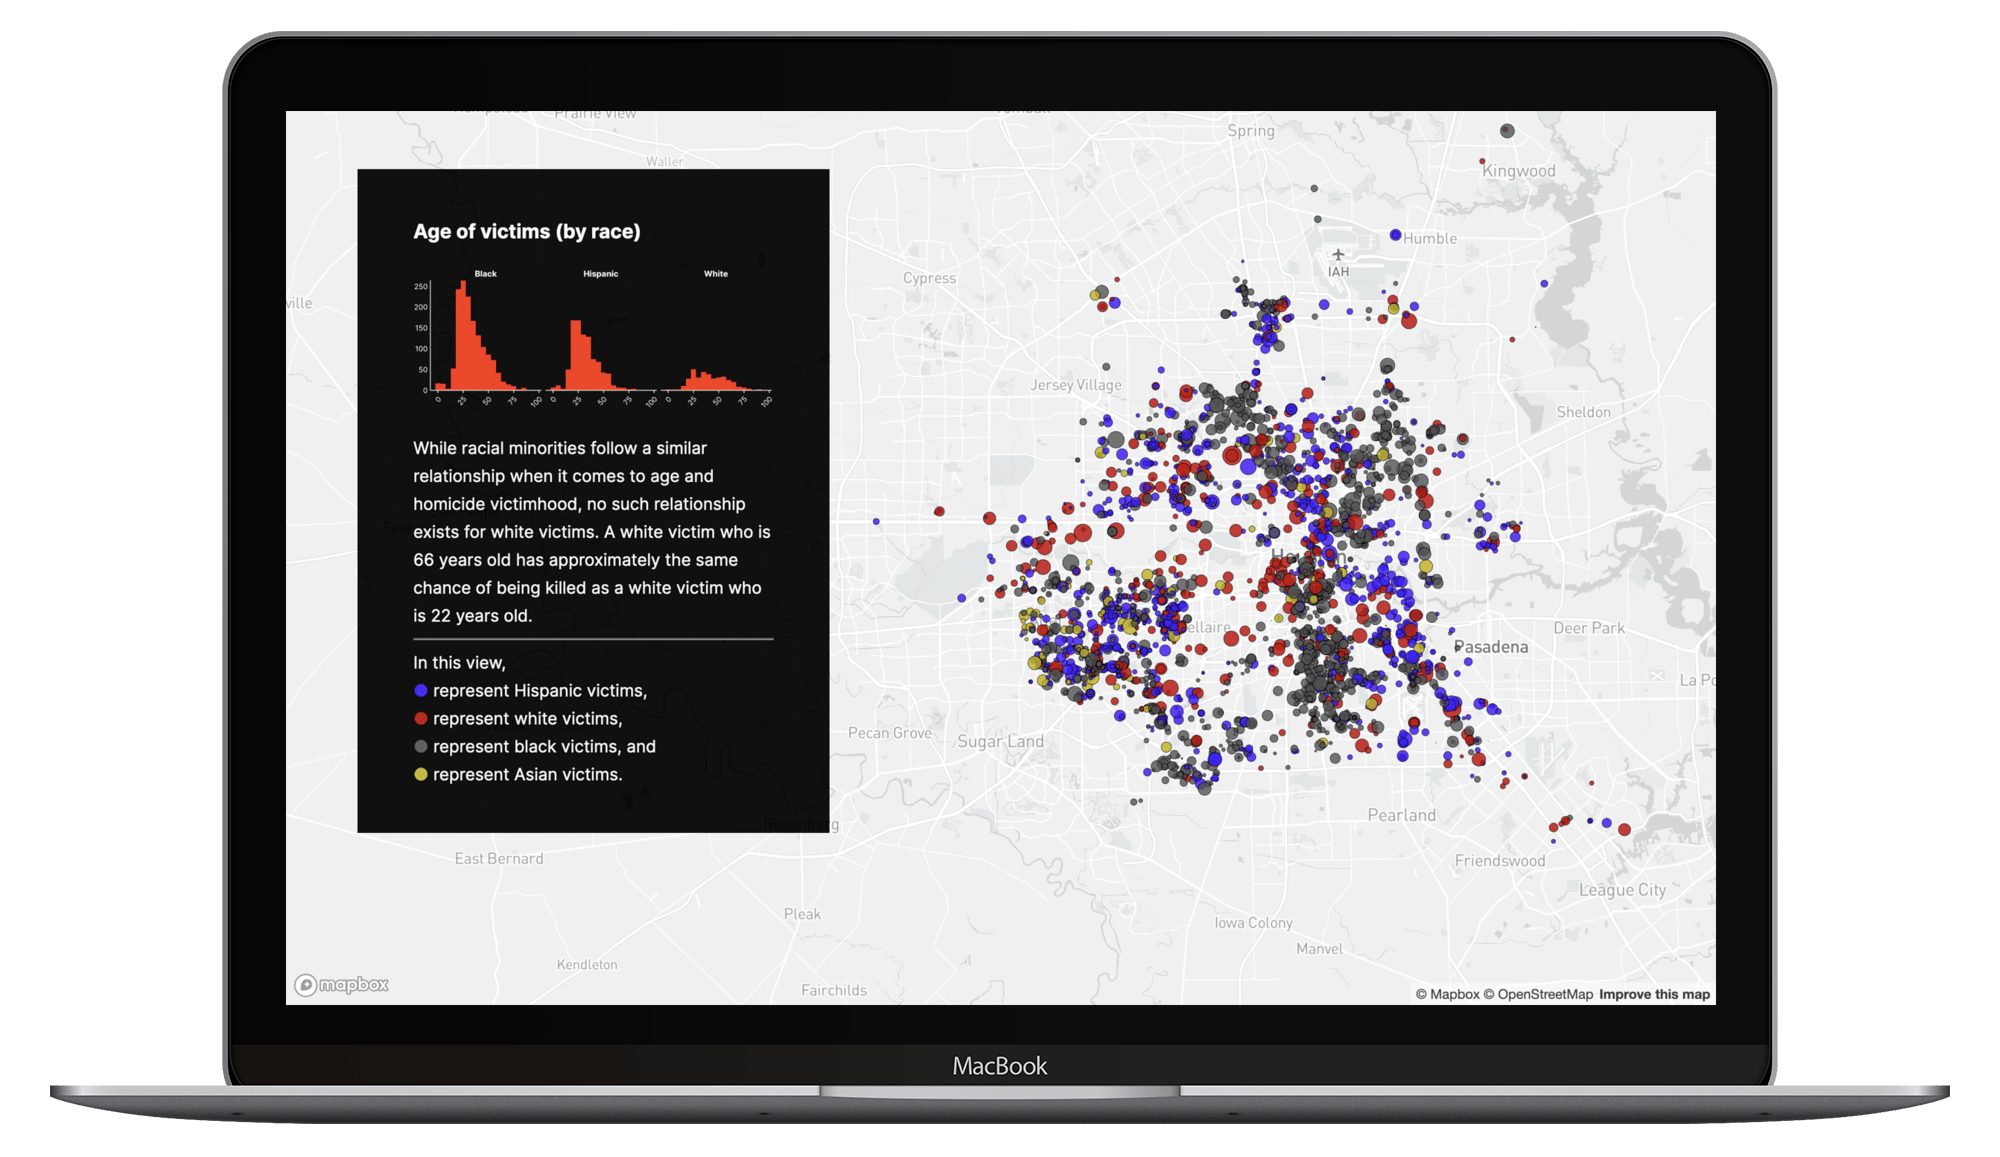 Prairie View
Spring
Waller
Kingwood
Humble
IAH
Cypress
ville
Age of victims (by race)
Black
Hispanic
White
250
200
150
100
50
0
0
25
50
75
100
0
25
50
75
100
0
25
50
75
100
Jersey Village
Sheldon
While racial minorities follow a similar
relationship when it comes to age and
homicide victimhood, no such relationship
exists for white victims. A white victim who is
66 years old has approximately the same
chance of being killed as a white victim who
is 22 years old.
In this view,
represent Hispanic victims,
represent white victims,
represent black victims, and
represent Asian victims.
ellaire
Deer Park
Pasadena
La Po
Pecan Grove
Sugar Land
Rosenberg
Pearland
East Bernard
Friendswood
League City
Pleak
Iowa Colony
Manvel
Kendleton
Fairchilds
mapbox
© Mapbox © OpenStreetMap Improve this map
MacBook